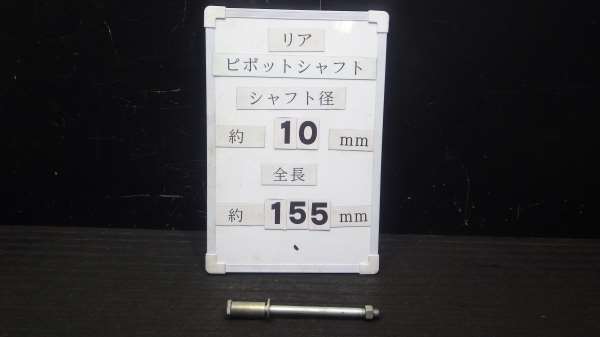 リア
ピボットシャフト
シャフト径
約 10 mm
全長
約 155 mm